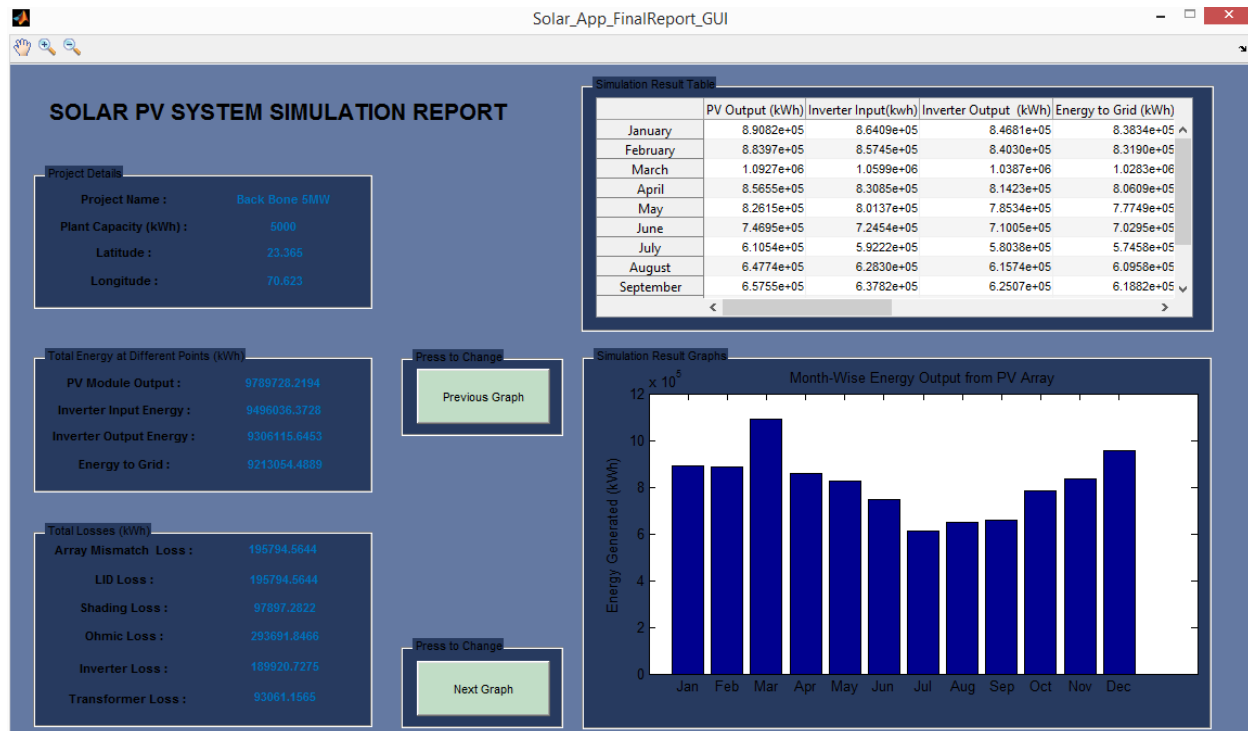 Solar_App_FinalReport_GUI
SOLAR PV SYSTEM SIMULATION REPORT
Project Details
Project Name : Back Bone 5MW
Plant Capacity (kWh) : 5000
Latitude : 23.365
Longitude : 70.623
Total Energy at Different Points (kWh)
PV Module Output : 9789728.2194
Inverter Input Energy : 9496036.3728
Inverter Output Energy : 9306115.6453
Energy to Grid : 9213054.4889
Total Losses (kWh)
Array Mismatch Loss : 195794.5644
LID Loss : 195794.5644
Shading Loss : 97897.2822
Ohmic Loss : 293691.8466
Inverter Loss : 189920.7275
Transformer Loss : 93061.1565
Press to Change
Previous Graph
Press to Change
Next Graph
Simulation Result Table
PV Output (kWh) Inverter Input(kwh) Inverter Output (kWh) Energy to Grid (kWh)
January 8.9082e+05 8.6409e+05 8.4681e+05 8.3834e+05
February 8.8397e+05 8.5745e+05 8.4030e+05 8.3190e+05
March 1.0927e+06 1.0599e+06 1.0387e+06 1.0283e+06
April 8.5655e+05 8.3085e+05 8.1423e+05 8.0609e+05
May 8.2615e+05 8.0137e+05 7.8534e+05 7.7749e+05
June 7.4695e+05 7.2454e+05 7.1005e+05 7.0295e+05
July 6.1054e+05 5.9222e+05 5.8038e+05 5.7458e+05
August 6.4774e+05 6.2830e+05 6.1574e+05 6.0958e+05
September 6.5755e+05 6.3782e+05 6.2507e+05 6.1882e+05
Simulation Result Graphs
x 10^5
Month-Wise Energy Output from PV Array
Energy Generated (kWh)
12
10
8
6
4
2
0
Jan Feb Mar Apr May Jun Jul Aug Sep Oct Nov Dec